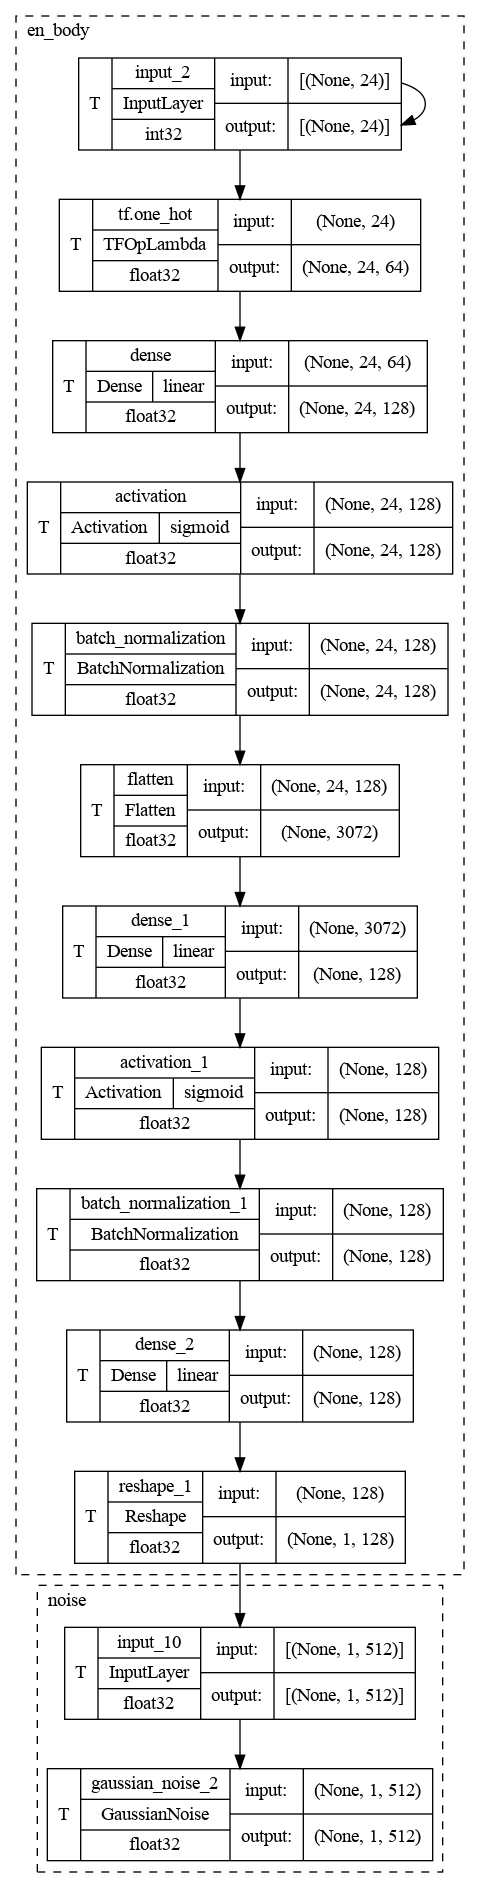 en_body
T input_2 input: [(None, 24)]
InputLayer
int32 output: [(None, 24)]
T tf.one_hot input: (None, 24)
TFOpLambda
float32 output: (None, 24, 64)
T dense input: (None, 24, 64)
Dense linear
float32 output: (None, 24, 128)
T activation input: (None, 24, 128)
Activation sigmoid
float32 output: (None, 24, 128)
T batch_normalization input: (None, 24, 128)
BatchNormalization
float32 output: (None, 24, 128)
T flatten input: (None, 24, 128)
Flatten
float32 output: (None, 3072)
T dense_1 input: (None, 3072)
Dense linear
float32 output: (None, 128)
T activation_1 input: (None, 128)
Activation sigmoid
float32 output: (None, 128)
T batch_normalization_1 input: (None, 128)
BatchNormalization
float32 output: (None, 128)
T dense_2 input: (None, 128)
Dense linear
float32 output: (None, 128)
T reshape_1 input: (None, 128)
Reshape
float32 output: (None, 1, 128)
noise
T input_10 input: [(None, 1, 512)]
InputLayer
float32 output: [(None, 1, 512)]
T gaussian_noise_2 input: (None, 1, 512)
GaussianNoise
float32 output: (None, 1, 512)